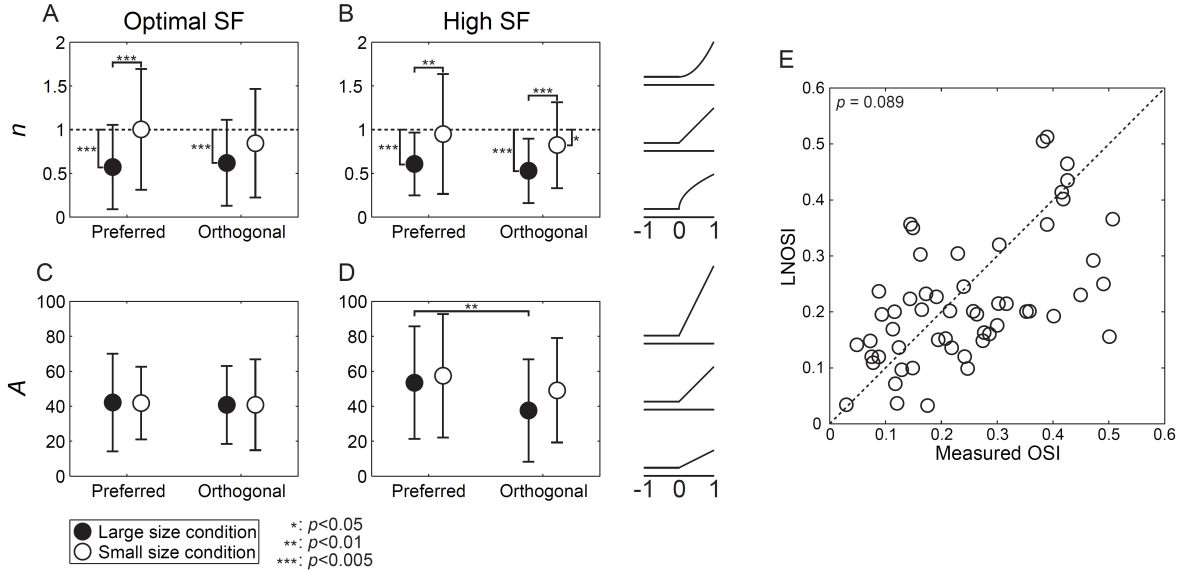 A
Optimal SF
B
High SF
E
2
1.5
1
0.5
0
n
***
***
***
Preferred
Orthogonal
2
1.5
1
0.5
0
**
***
***
***
*
Preferred
Orthogonal
-1 0 1
C
D
100
80
60
40
20
0
A
Preferred
Orthogonal
100
80
60
40
20
0
**
Preferred
Orthogonal
-1 0 1
Large size condition
Small size condition
*: p<0.05
**: p<0.01
***: p<0.005
p = 0.089
0.6
0.5
0.4
0.3
0.2
0.1
0
LNOSI
0 0.1 0.2 0.3 0.4 0.5 0.6
Measured OSI